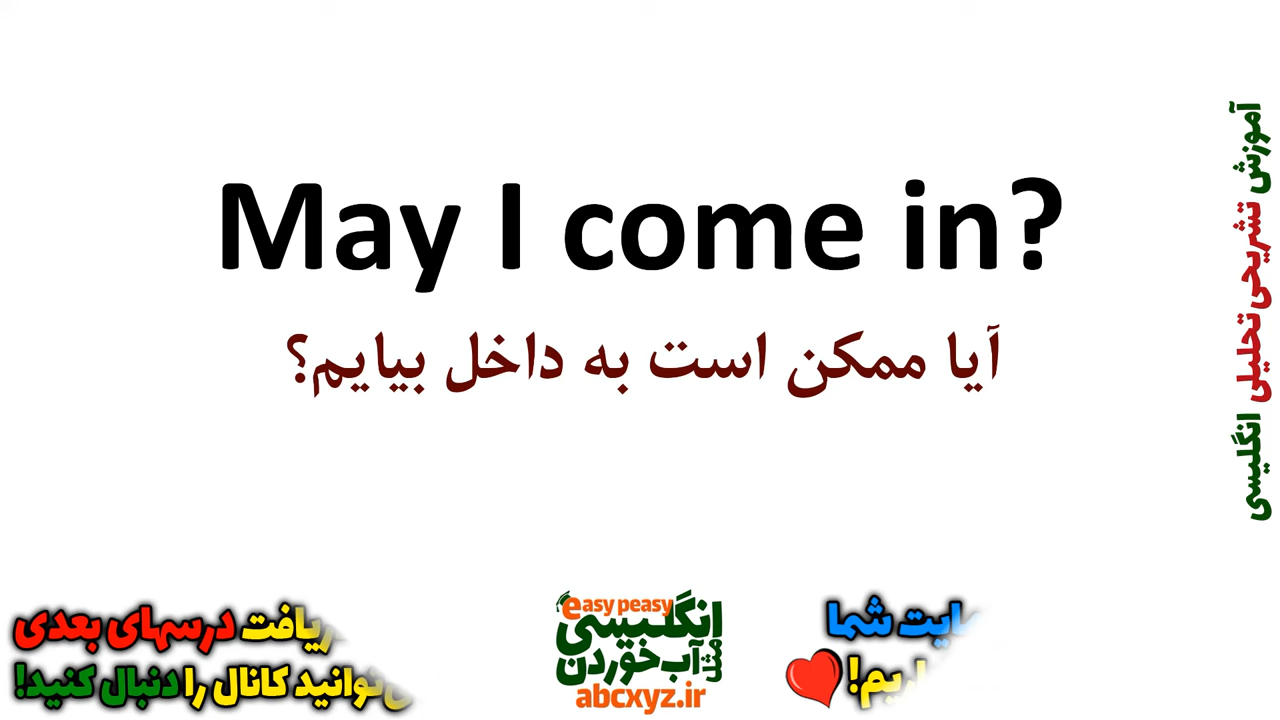 May I come in?
آیا ممکن است به داخل بیایم؟
آموزش تشریحی تحلیلی انگلیسی
درسهای بعدی
توانید کانال را دنبال کنید!
easy peasy
انگلیسی
مثل آب خوردن
abcxyz.ir
شما